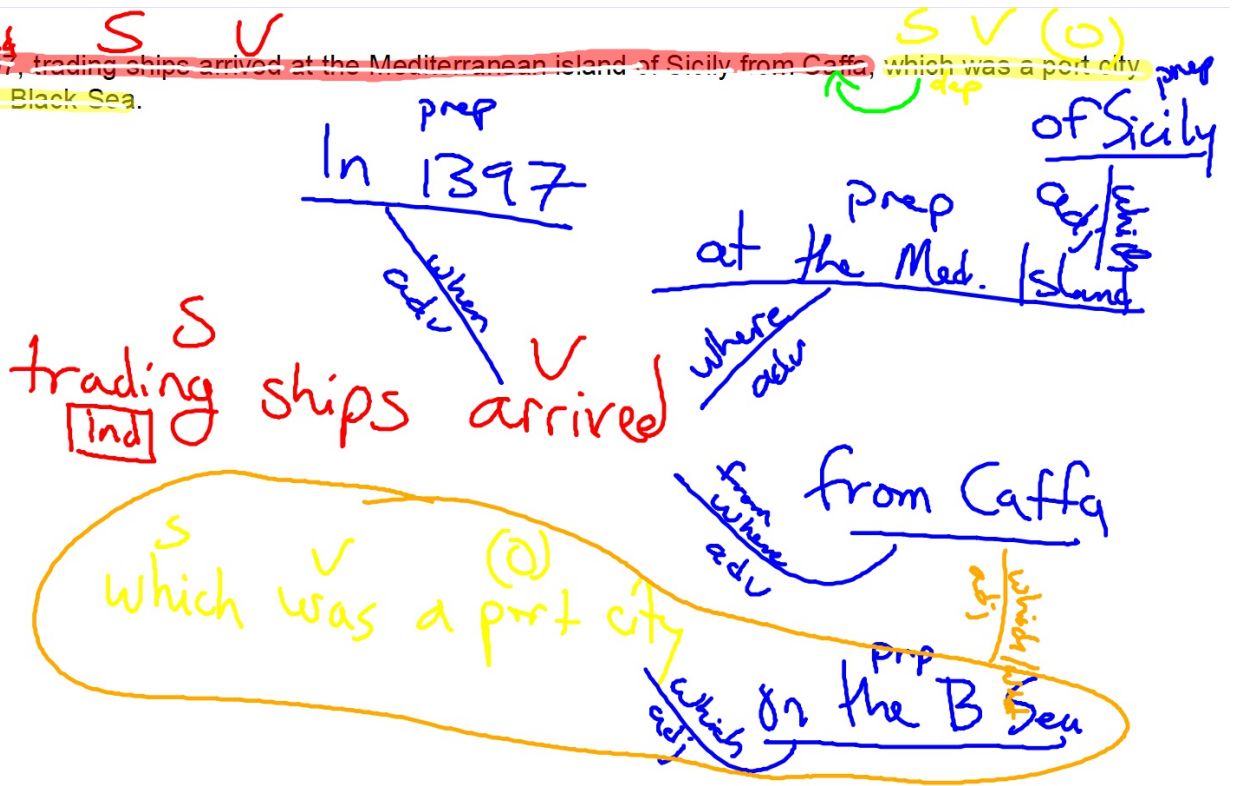 S V S V (O)
7, trading ships arrived at the Mediterranean island of Sicily from Caffa, which was a port city
dep
Black Sea.
prep
prep
of Sicily
In 1397
prep
adj which
at the Med. Island
when
adv
where
adv
S
V
trading ships arrived
ind
from where
adv
from Caffa
S V (O)
which was a port city
which
adj
prep
on the B Sea
which
adj